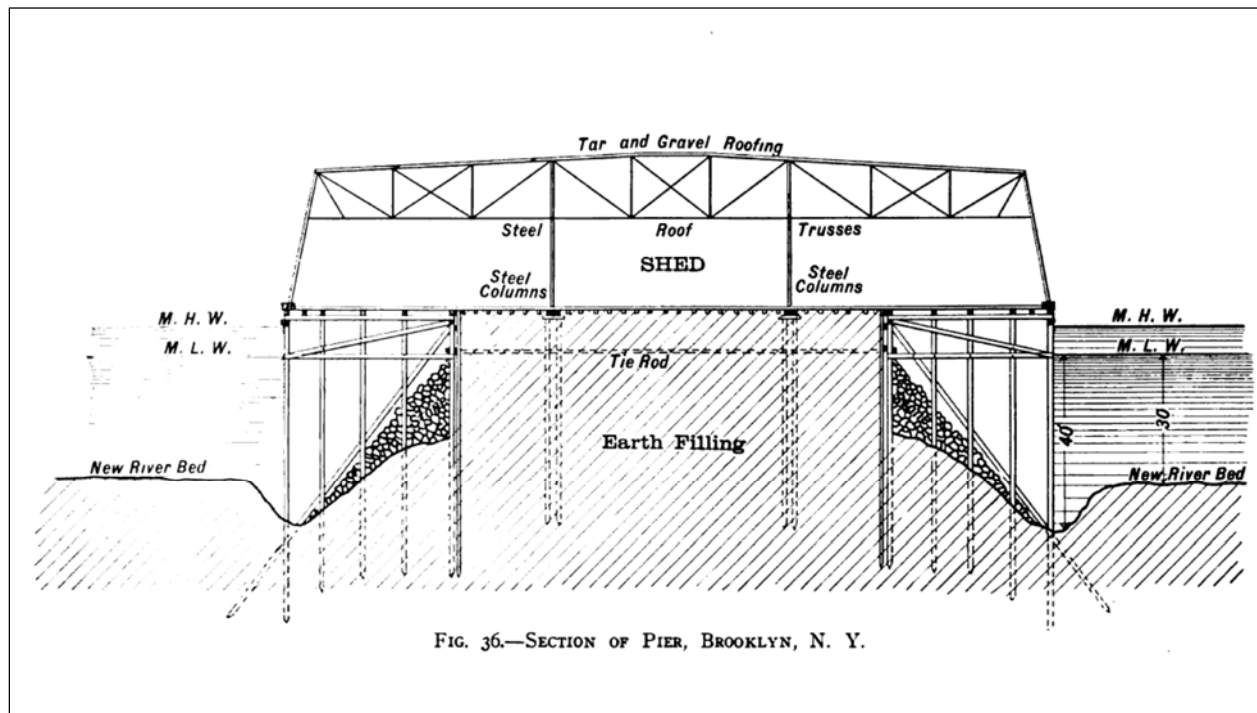 Tar and Gravel Roofing
Steel Roof Trusses
SHED
Steel
Columns
Steel
Columns
M. H. W.
M. H. W.
M. L. W.
M. L. W.
Tie Rod
40
30
Earth Filling
New River Bed
New River Bed
FIG. 36.—SECTION OF PIER, BROOKLYN, N. Y.